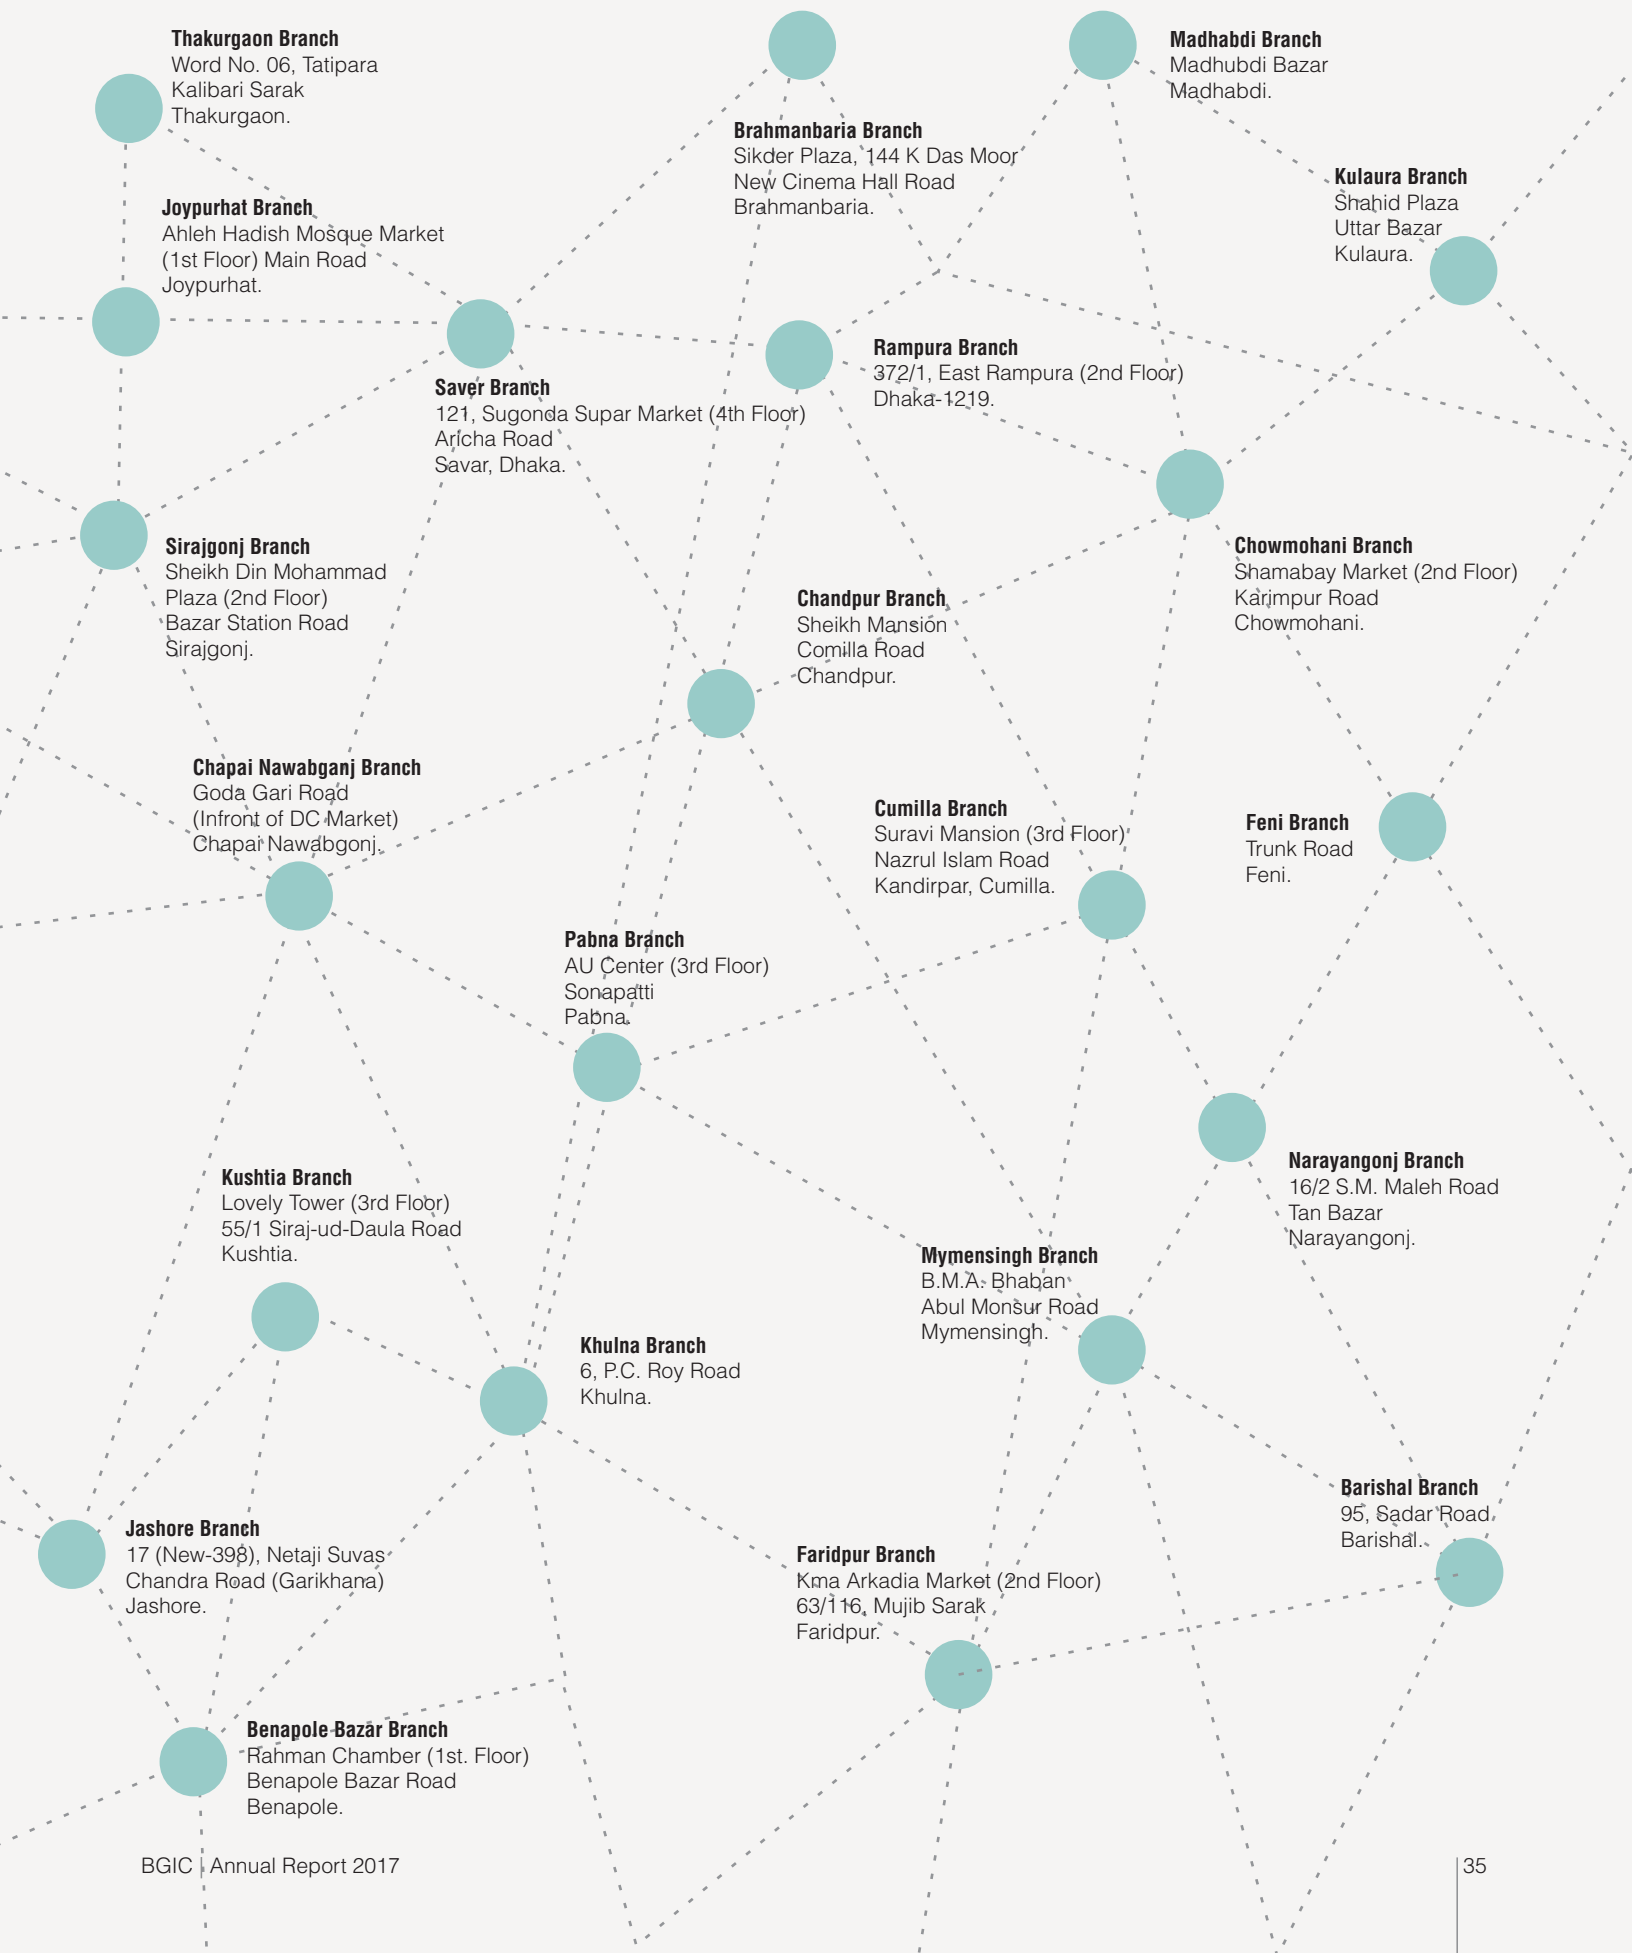 Thakurgaon Branch
Word No. 06, Tatipara
Kalibari Sarak
Thakurgaon.
Madhabdi Branch
Madhubdi Bazar
Madhabdi.
Brahmanbaria Branch
Sikder Plaza, 144 K Das Moor
New Cinema Hall Road
Brahmanbaria.
Kulaura Branch
Shahid Plaza
Uttar Bazar
Kulaura.
Joypurhat Branch
Ahleh Hadish Mosque Market
(1st Floor) Main Road
Joypurhat.
Rampura Branch
372/1, East Rampura (2nd Floor)
Dhaka-1219.
Saver Branch
121, Sugonda Supar Market (4th Floor)
Aricha Road
Savar, Dhaka.
Sirajgonj Branch
Sheikh Din Mohammad
Plaza (2nd Floor)
Bazar Station Road
Sirajgonj.
Chowmohani Branch
Shamabay Market (2nd Floor)
Karimpur Road
Chowmohani.
Chandpur Branch
Sheikh Mansion
Comilla Road
Chandpur.
Chapai Nawabganj Branch
Goda Gari Road
(Infront of DC Market)
Chapai Nawabgonj.
Cumilla Branch
Suravi Mansion (3rd Floor)
Nazrul Islam Road
Kandirpar, Cumilla.
Feni Branch
Trunk Road
Feni.
Pabna Branch
AU Center (3rd Floor)
Sonapatti
Pabna.
Narayangonj Branch
16/2 S.M. Maleh Road
Tan Bazar
Narayangonj.
Kushtia Branch
Lovely Tower (3rd Floor)
55/1 Siraj-ud-Daula Road
Kushtia.
Mymensingh Branch
B.M.A. Bhaban
Abul Monsur Road
Mymensingh.
Khulna Branch
6, P.C. Roy Road
Khulna.
Barishal Branch
95, Sadar Road
Barishal.
Jashore Branch
17 (New-398), Netaji Suvas
Chandra Road (Garikhana)
Jashore.
Faridpur Branch
Kma Arkadia Market (2nd Floor)
63/116, Mujib Sarak
Faridpur.
Benapole Bazar Branch
Rahman Chamber (1st. Floor)
Benapole Bazar Road
Benapole.
BGIC | Annual Report 2017
35